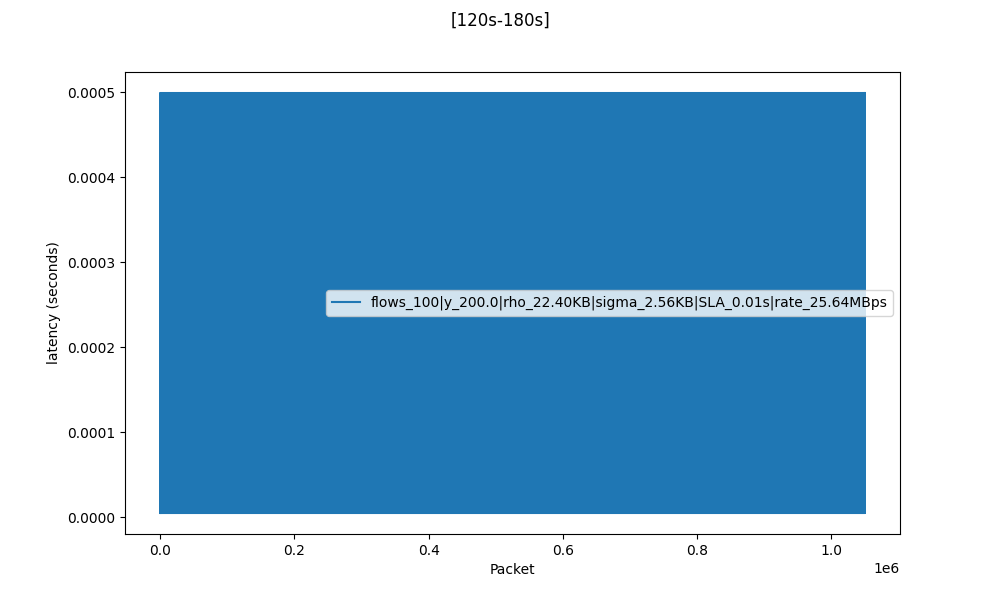 [120s-180s]
0.0005
0.0004
0.0003
0.0002
0.0001
0.0000
latency (seconds)
flows_100|y_200.0|rho_22.40KB|sigma_2.56KB|SLA_0.01s|rate_25.64MBps
0.0 0.2 0.4 0.6 0.8 1.0
1e6
Packet